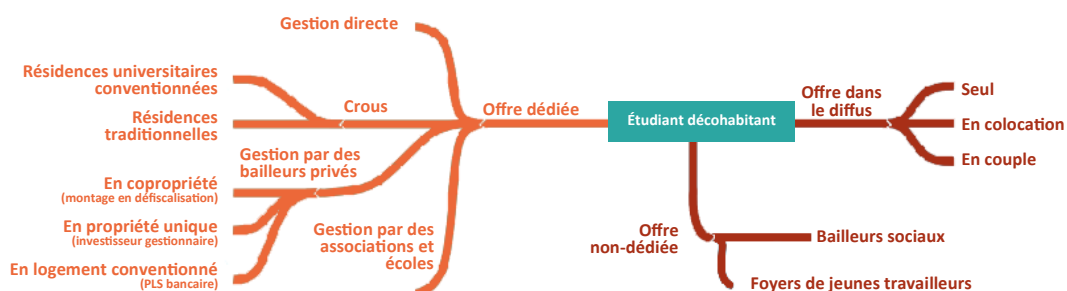 Gestion directe
Résidences universitaires
conventionnées
Crous
Résidences
traditionnelles
Offre dédiée
Gestion par des
bailleurs privés
En copropriété
(montage en défiscalisation)
En propriété unique
(investisseur gestionnaire)
En logement conventionné
(PLS bancaire)
Gestion par des
associations et
écoles
Étudiant décohabitant
Offre dans
le diffus
Seul
En colocation
En couple
Offre
non-dédiée
Bailleurs sociaux
Foyers de jeunes travailleurs